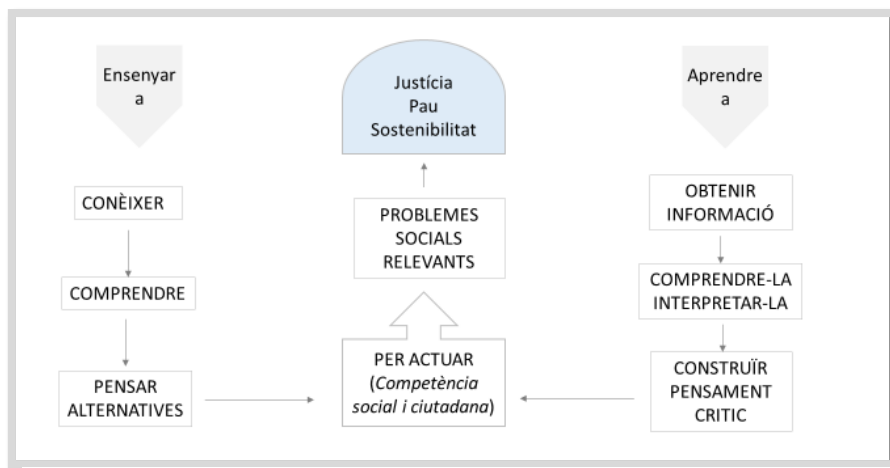 Ensenyar
a
CONÈIXER
COMPRENDRE
PENSAR
ALTERNATIVES
Justícia
Pau
Sostenibilitat
PROBLEMES
SOCIALS
RELEVANTS
PER ACTUAR
(Competència
social i ciutadana)
Aprendre
a
OBTENIR
INFORMACIÓ
COMPRENDRE-LA
INTERPRETAR-LA
CONSTRUÏR
PENSAMENT
CRITIC